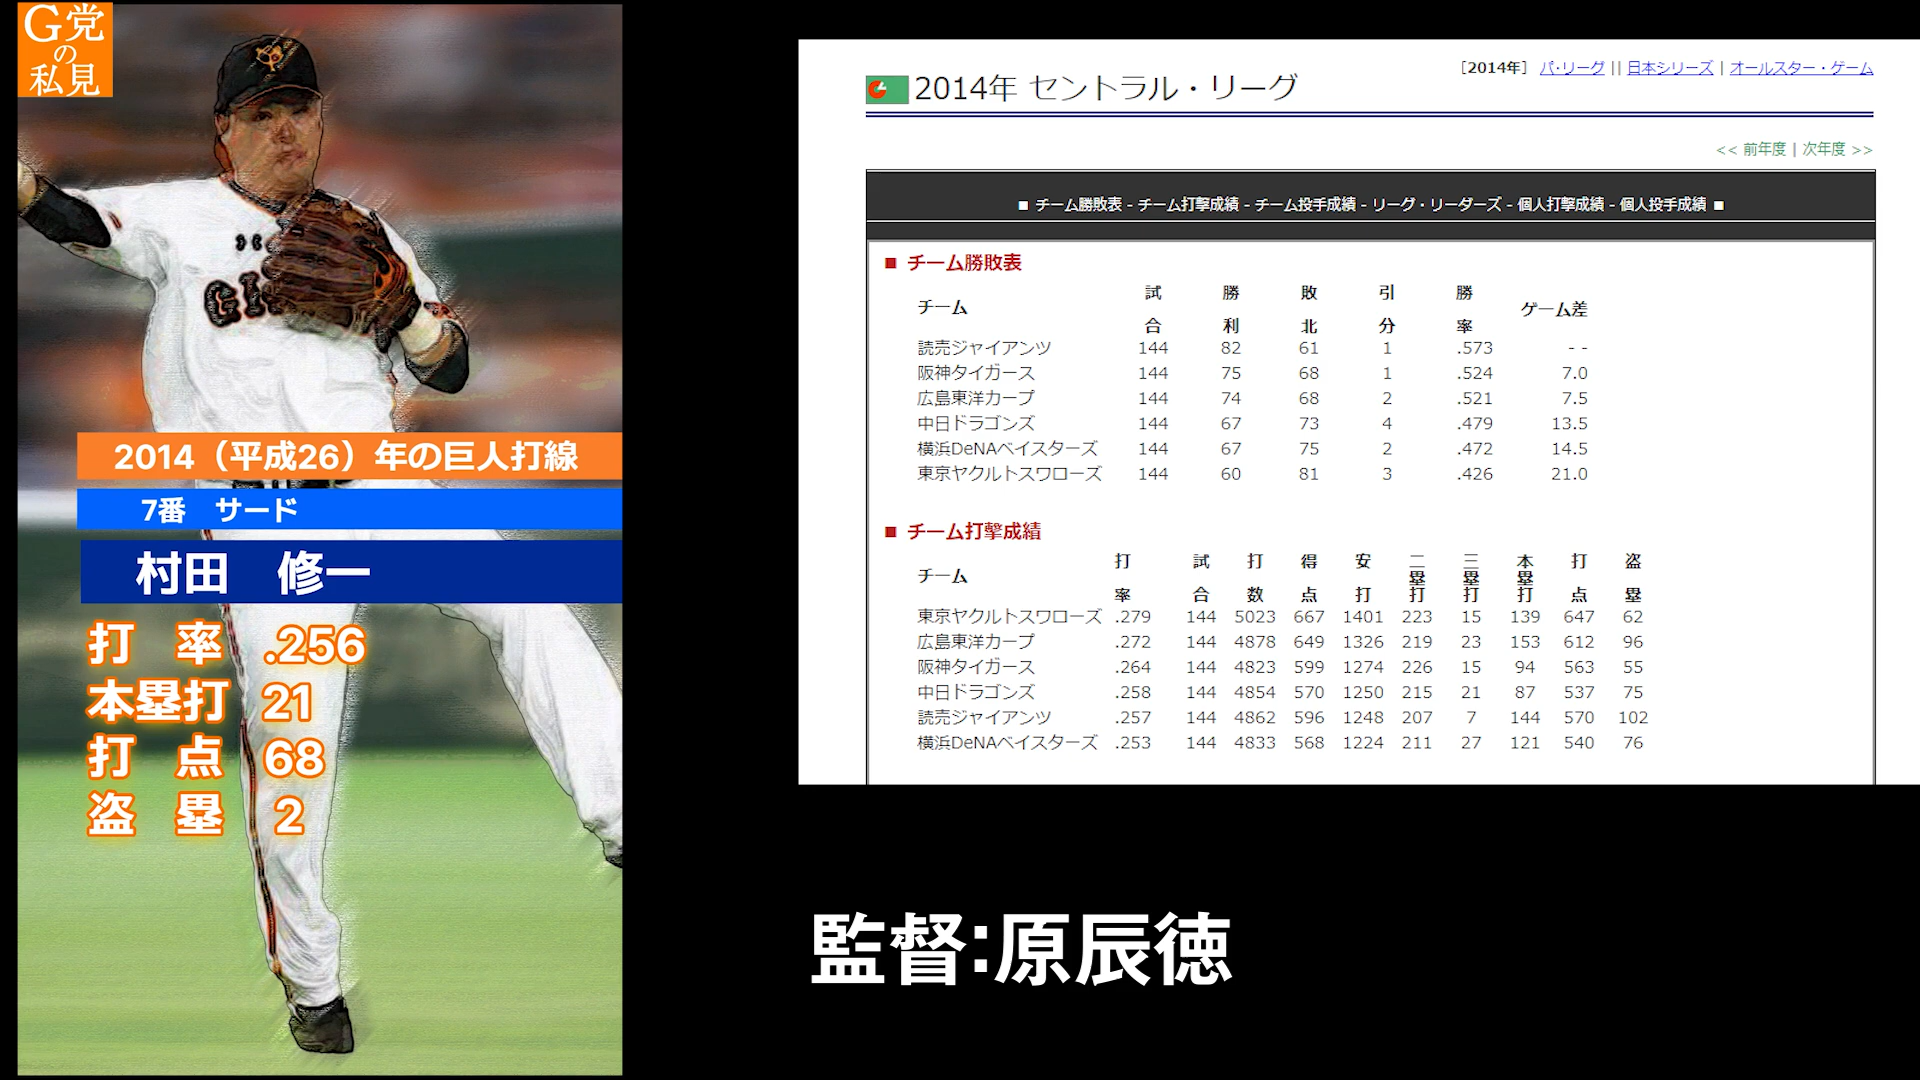 G党
の
私見
GI
2014（平成26）年の巨人打線
7番　サード
村田　修一
打　率　.256
本塁打　21
打　点　68
盗　塁　2
[2014年]　パ・リーグ || 日本シリーズ | オールスター・ゲーム
2014年 セントラル・リーグ
<< 前年度 | 次年度 >>
■ チーム勝敗表 - チーム打撃成績 - チーム投手成績 - リーグ・リーダーズ - 個人打撃成績 - 個人投手成績 ■
■ チーム勝敗表
チーム 試合 勝利 敗北 引分 勝率 ゲーム差
読売ジャイアンツ 144 82 61 1 .573 - -
阪神タイガース 144 75 68 1 .524 7.0
広島東洋カープ 144 74 68 2 .521 7.5
中日ドラゴンズ 144 67 73 4 .479 13.5
横浜DeNAベイスターズ 144 67 75 2 .472 14.5
東京ヤクルトスワローズ 144 60 81 3 .426 21.0
■ チーム打撃成績
チーム 打率 試合 打数 得点 安打 二塁打 三塁打 本塁打 打点 盗塁
東京ヤクルトスワローズ .279 144 5023 667 1401 223 15 139 647 62
広島東洋カープ .272 144 4878 649 1326 219 23 153 612 96
阪神タイガース .264 144 4823 599 1274 226 15 94 563 55
中日ドラゴンズ .258 144 4854 570 1250 215 21 87 537 75
読売ジャイアンツ .257 144 4862 596 1248 207 7 144 570 102
横浜DeNAベイスターズ .253 144 4833 568 1224 211 27 121 540 76
監督:原辰徳